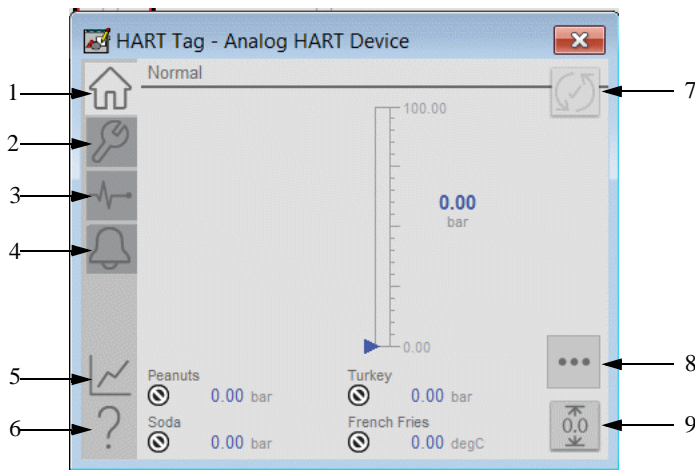 HART Tag - Analog HART Device
Normal
1
2
3
4
5
6
7
8
9
100.00
0.00
bar
0.00
Peanuts
0.00 bar
Turkey
0.00 bar
Soda
0.00 bar
French Fries
0.00 degC
0.0